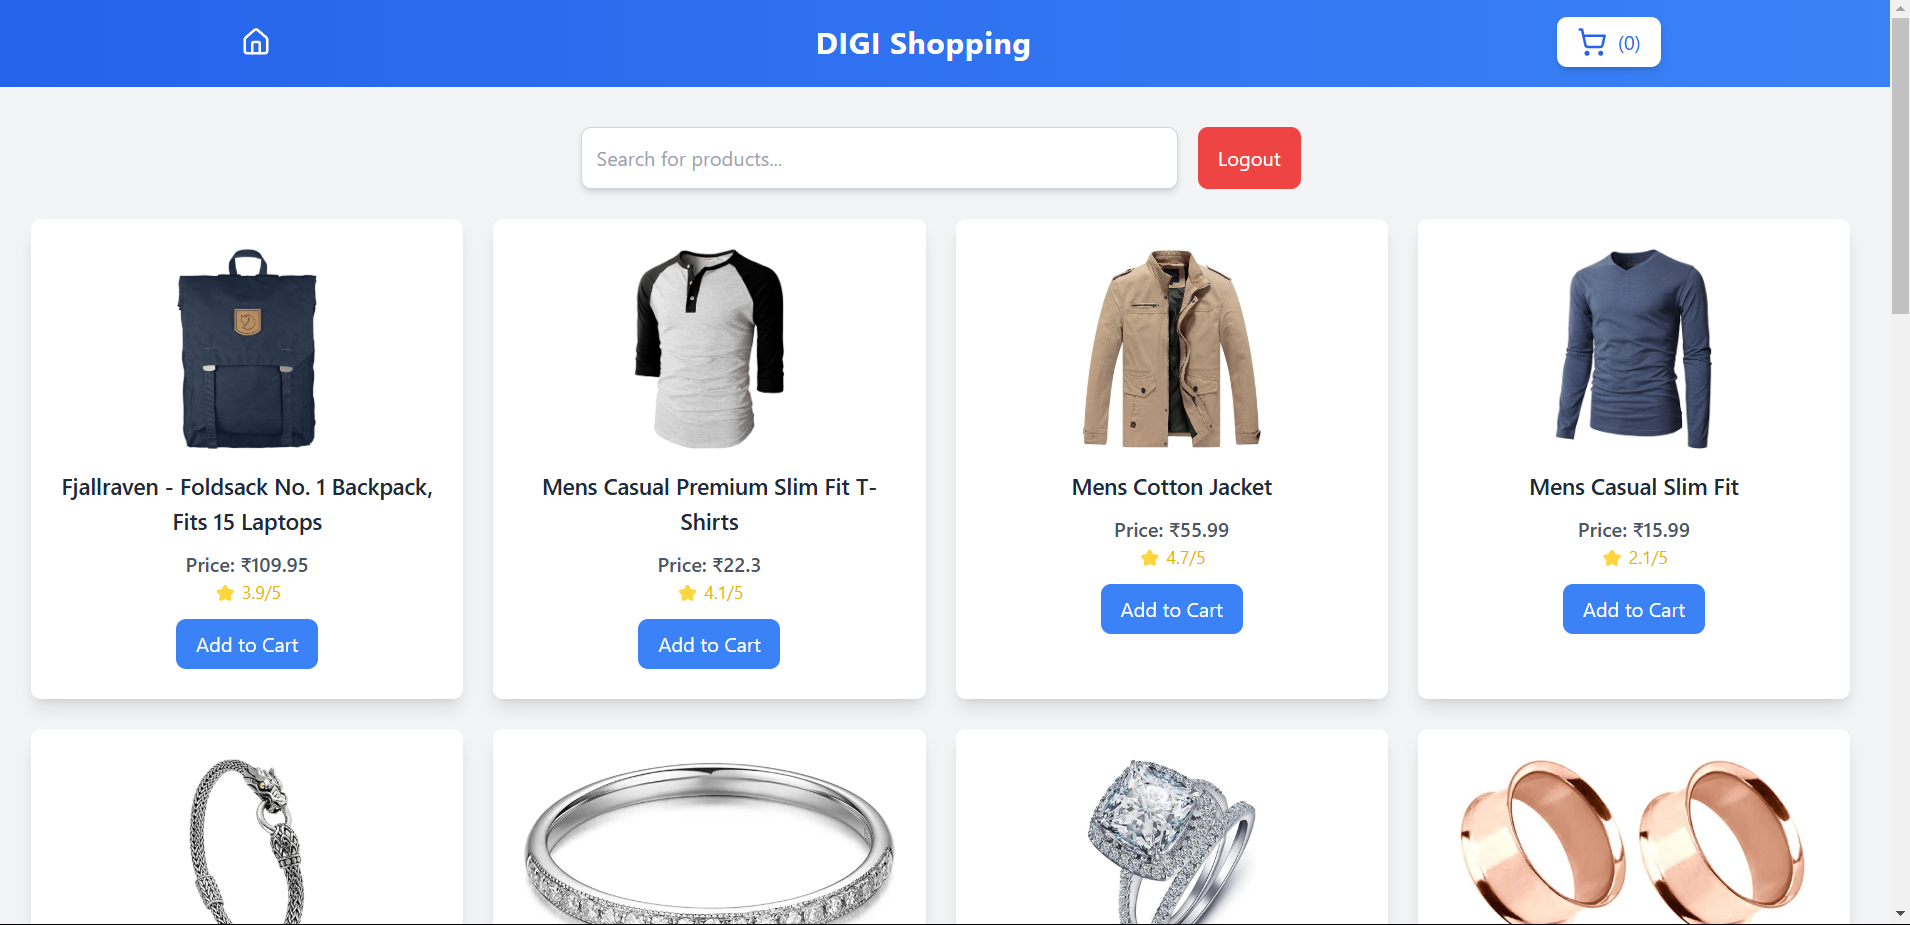 DIGI Shopping
(0)
Search for products...
Logout
Fjallraven - Foldsack No. 1 Backpack,
Fits 15 Laptops
Price: ₹109.95
3.9/5
Add to Cart
Mens Casual Premium Slim Fit T-
Shirts
Price: ₹22.3
4.1/5
Add to Cart
Mens Cotton Jacket
Price: ₹55.99
4.7/5
Add to Cart
Mens Casual Slim Fit
Price: ₹15.99
2.1/5
Add to Cart